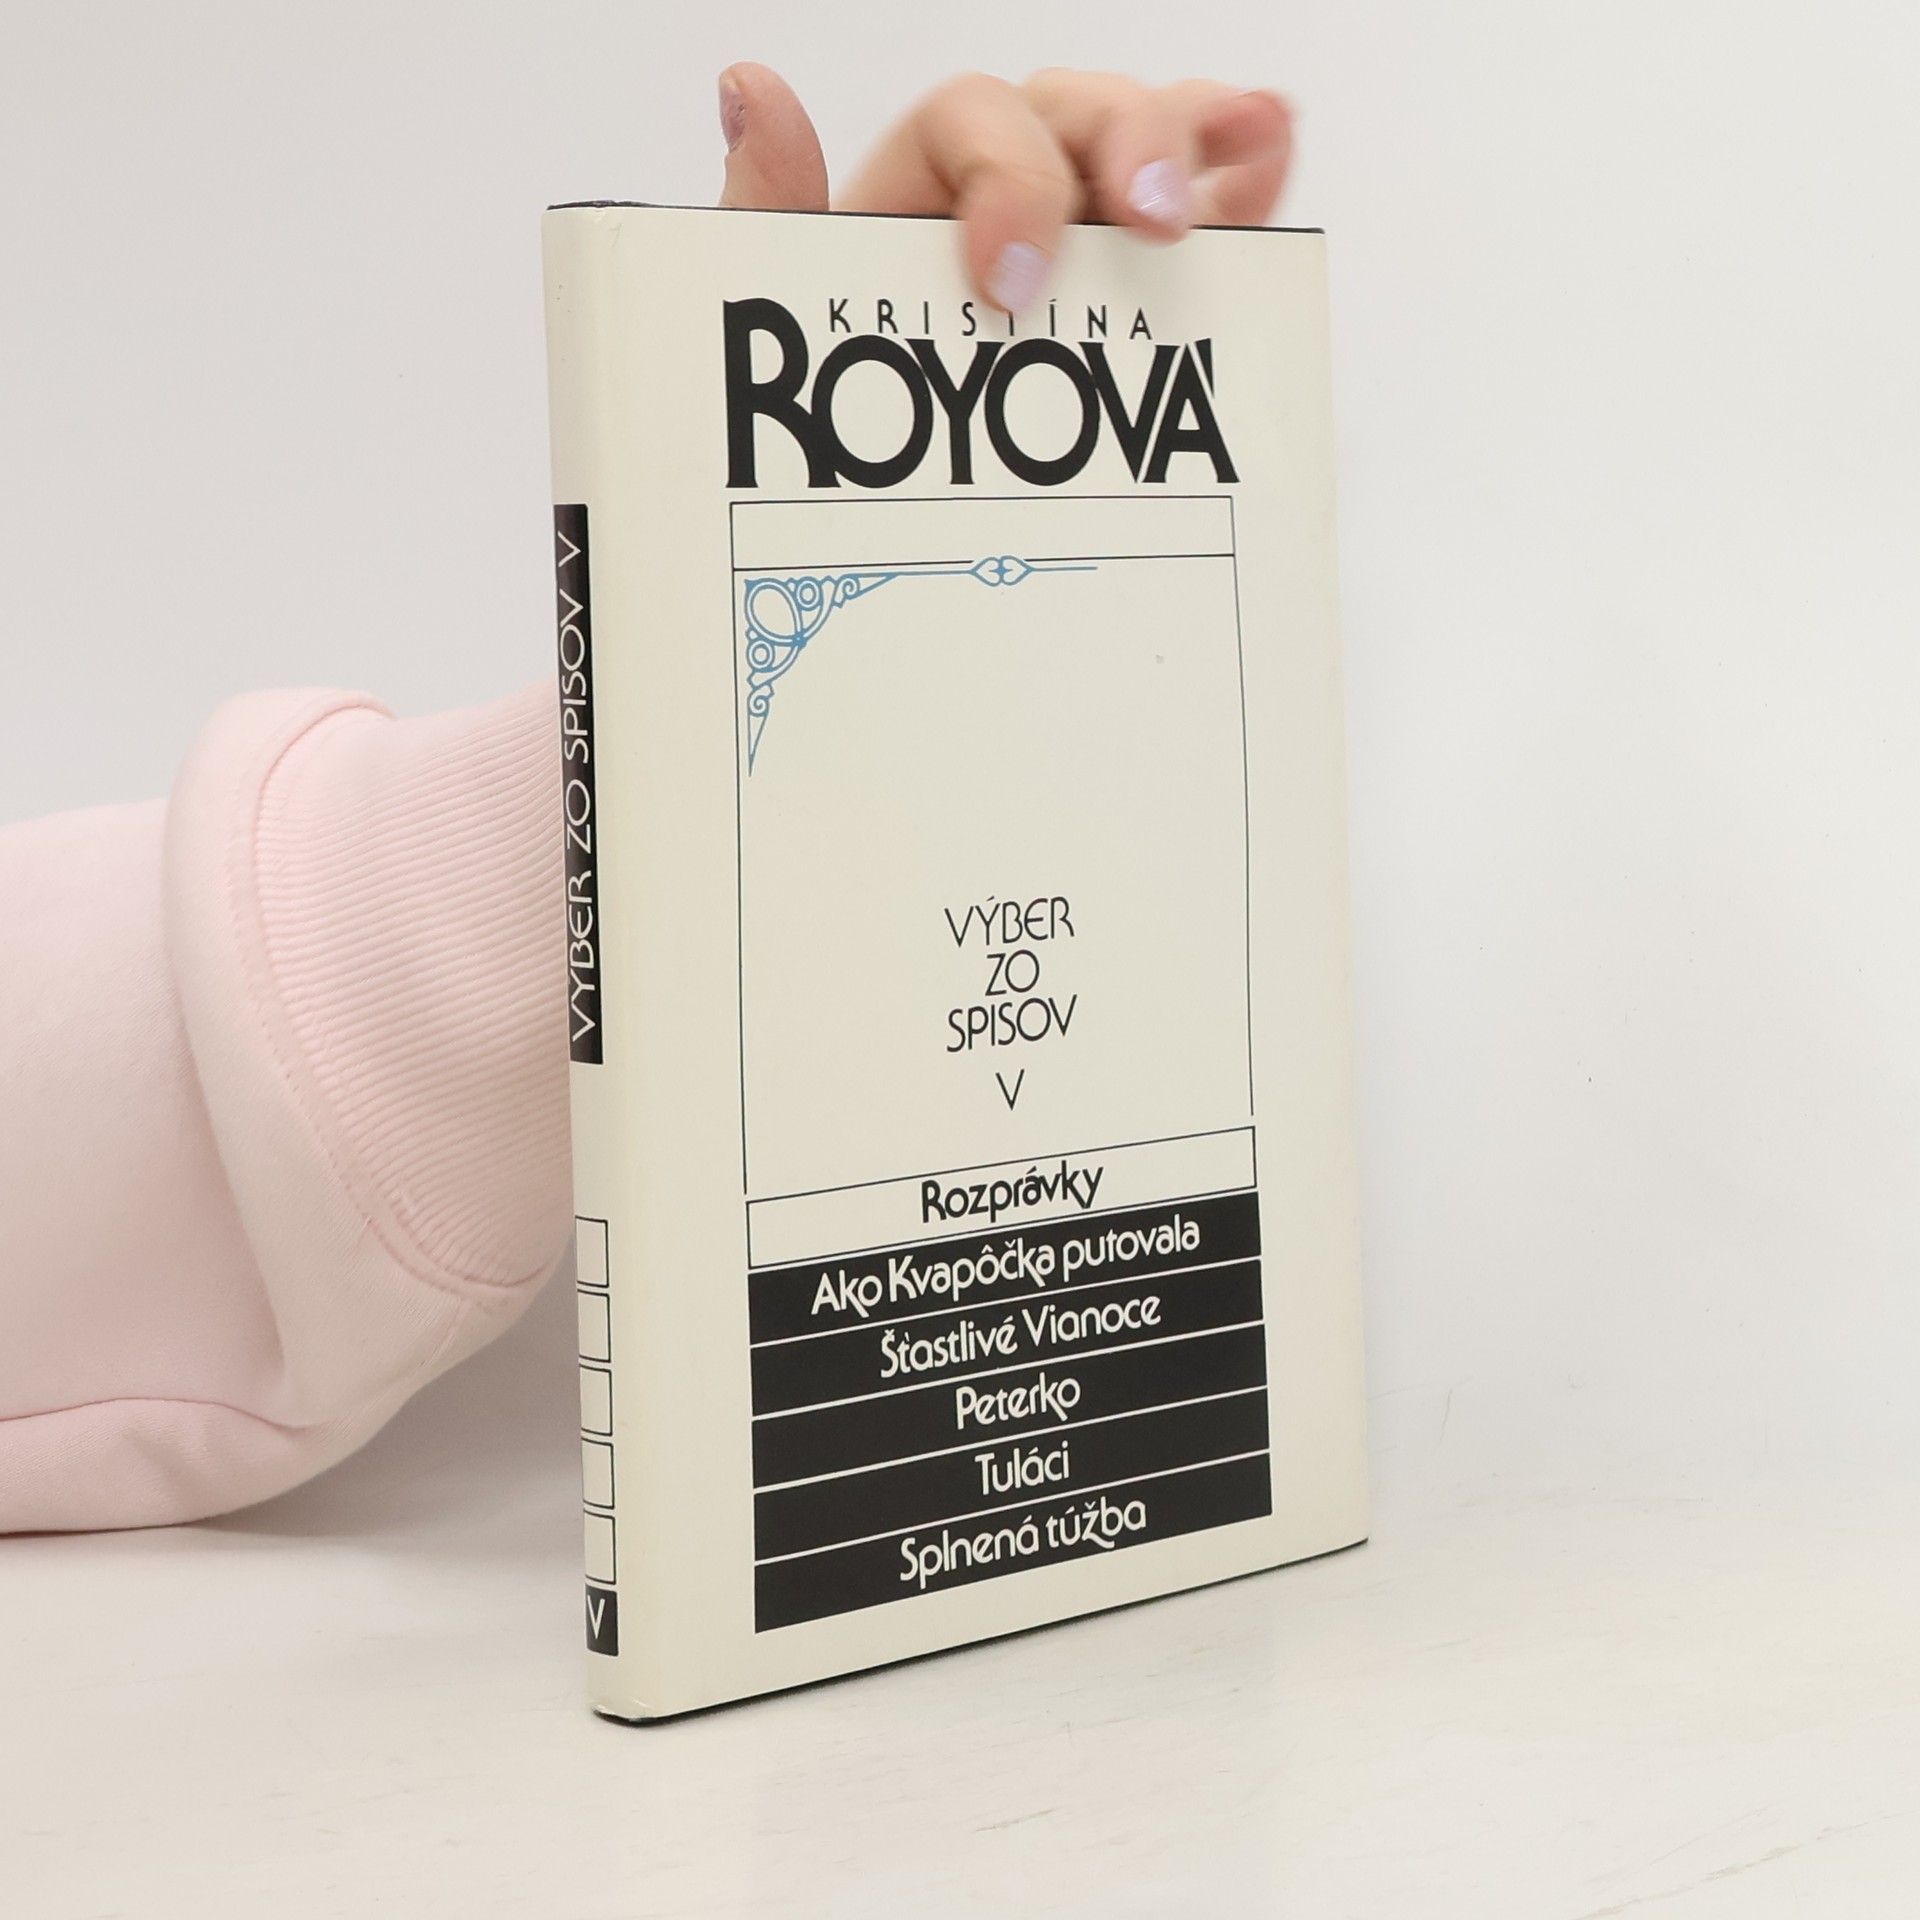 KRISTÍNA
ROYOVÁ
VÝBER
ZO
SPISOV
V
Rozprávky
Ako Kvapôčka putovala
Šťastlivé Vianoce
Peterko
Tuláci
Splnená túžba
VÝBER ZO SPISOV V
V